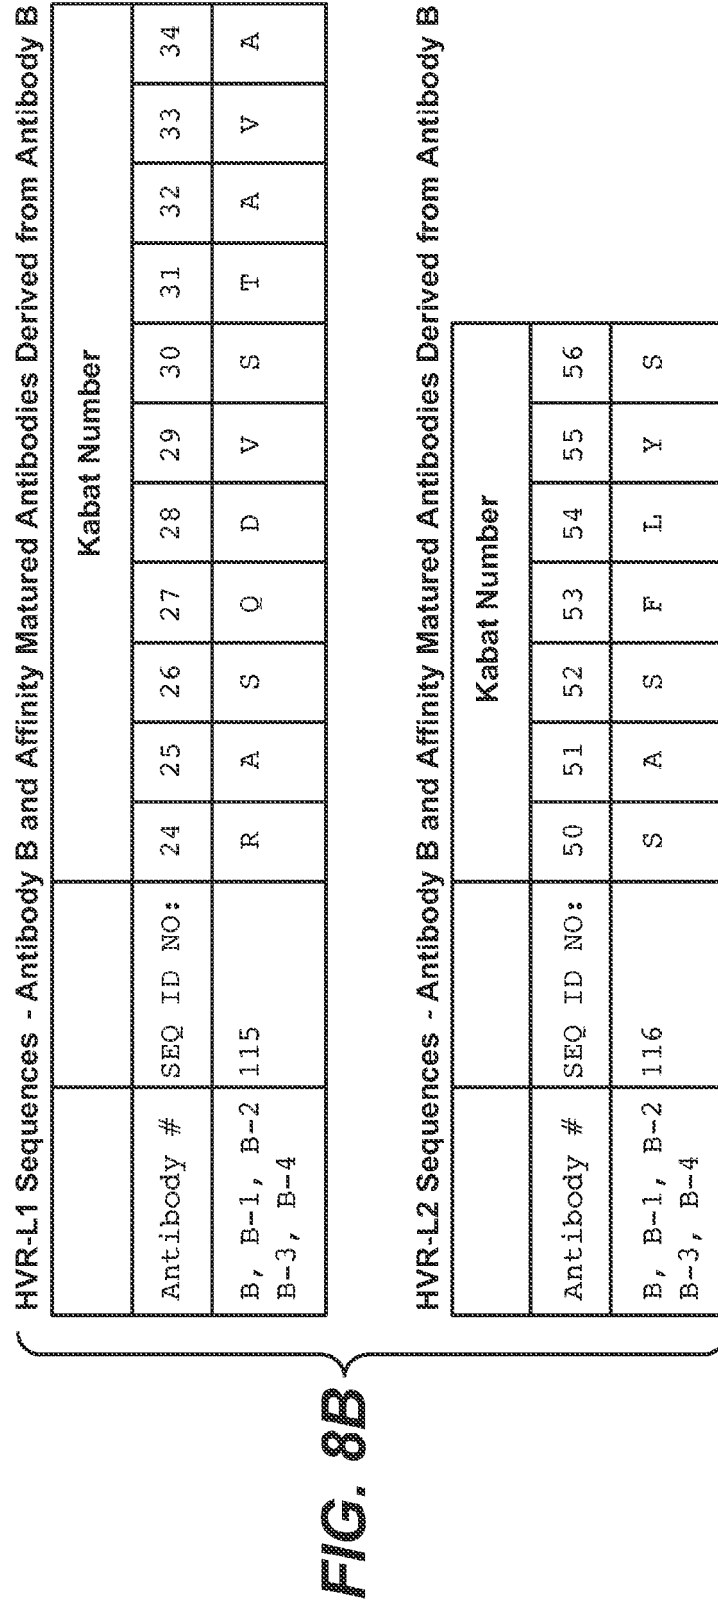 HVR-L1 Sequences - Antibody B and Affinity Matured Antibodies Derived from Antibody B
Kabat Number
Antibody # SEQ ID NO: 24 25 26 27 28 29 30 31 32 33 34
B, B-1, B-2 115 R A S Q D V S T A V A
B-3, B-4
HVR-L2 Sequences - Antibody B and Affinity Matured Antibodies Derived from Antibody B
Kabat Number
Antibody # SEQ ID NO: 50 51 52 53 54 55 56
B, B-1, B-2 116 S A S F L Y S
B-3, B-4
FIG. 8B